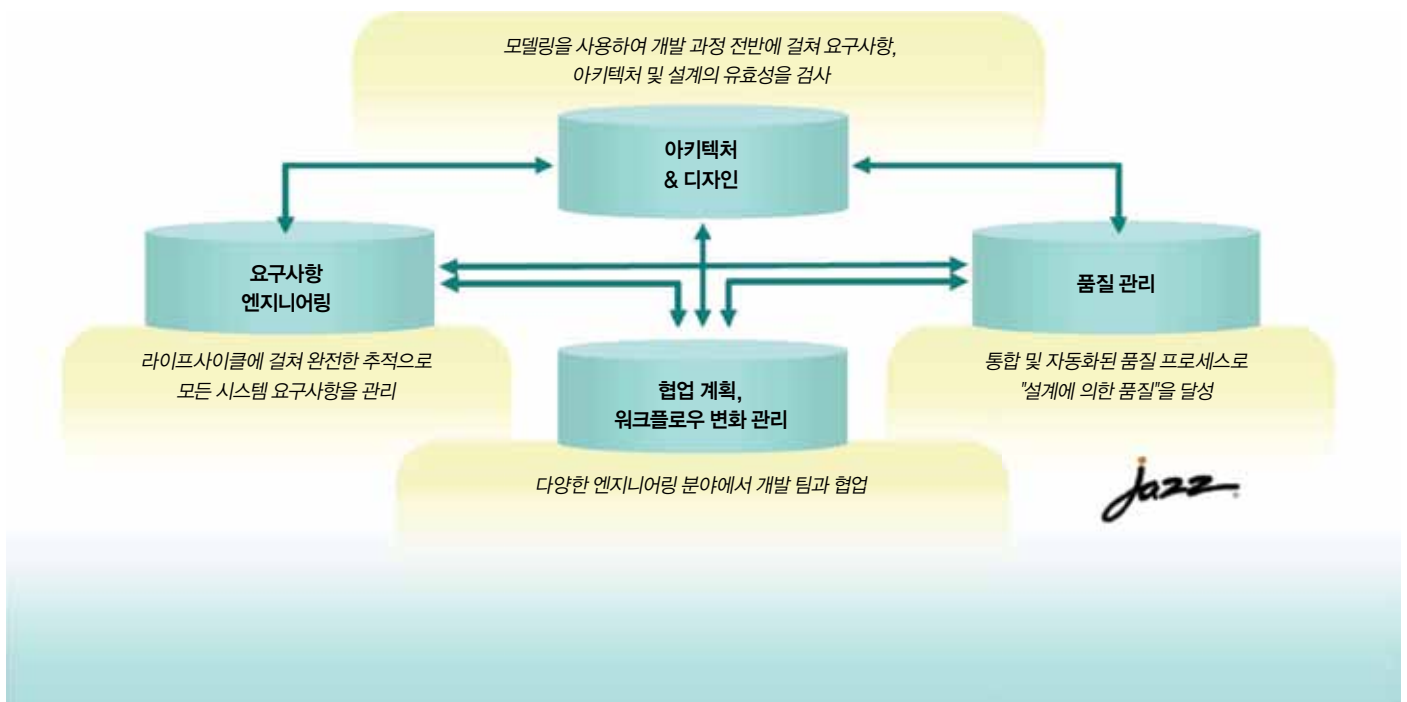 모델링을 사용하여 개발 과정 전반에 걸쳐 요구사항,
아키텍처 및 설계의 유효성을 검사
아키텍처
& 디자인
요구사항
엔지니어링
품질 관리
라이프사이클에 걸쳐 완전한 추적으로
모든 시스템 요구사항을 관리
협업 계획,
워크플로우 변화 관리
통합 및 자동화된 품질 프로세스로
"설계에 의한 품질"을 달성
다양한 엔지니어링 분야에서 개발 팀과 협업
jazz